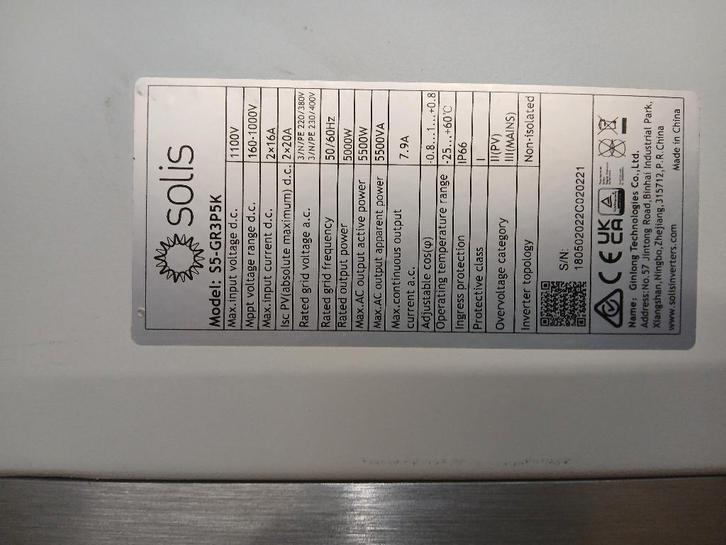 solis
Model: S5-GR3P5K
Max.input voltage d.c. 1100V
Mppt voltage range d.c. 160-1000V
Max.input current d.c. 2×16A
Isc PV(absolute maximum) d.c. 2×20A
Rated grid voltage a.c. 3/N/PE 220/380V
3/N/PE 230/400V
Rated grid frequency 50/60Hz
Rated output power 5000W
Max.AC output active power 5500W
Max.AC output apparent power 5500VA
Max.continuous output
current a.c. 7.9A
Adjustable cos(φ) -0.8...1...+0.8
Operating temperature range -25...+60℃
Ingress protection IP66
Protective class I
Overvoltage category II(PV)
III(MAINS)
Inverter topology Non-isolated
S/N:
180502022C020221
CE UK
CA
Name: Ginlong Technologies Co.,Ltd.
Address:No.57 Jintong Road,Binhai Industrial Park,
Xiangshan,Ningbo,Zhejiang,315712,P.R.China
www.solisinverters.com Made in China